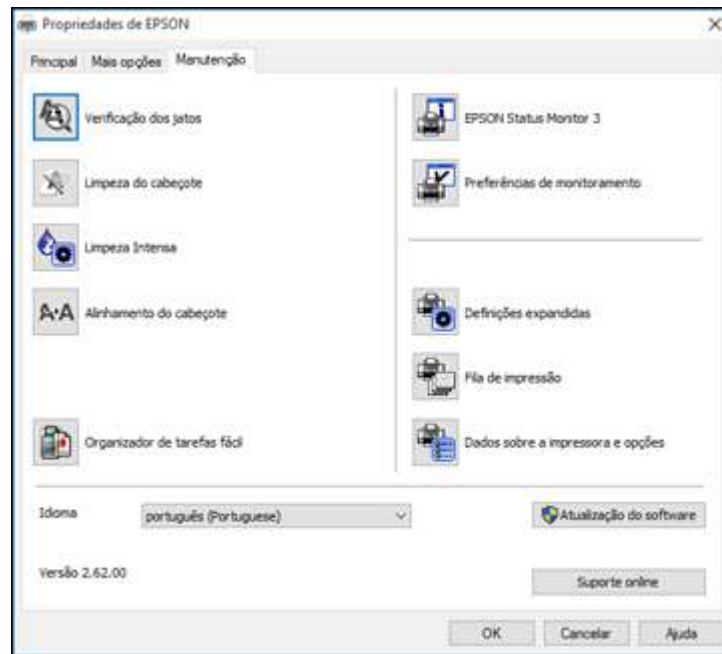 Propriedades de EPSON
Principal Mais opções Manutenção
Verificação dos jatos
Limpeza do cabeçote
Limpeza Intensa
A·A Alinhamento do cabeçote
Organizador de tarefas fácil
EPSON Status Monitor 3
Preferências de monitoramento
Definições expandidas
Fila de impressão
Dados sobre a impressora e opções
Idioma português (Portuguese)
Atualização do software
Versão 2.62.00
Suporte online
OK Cancelar Ajuda